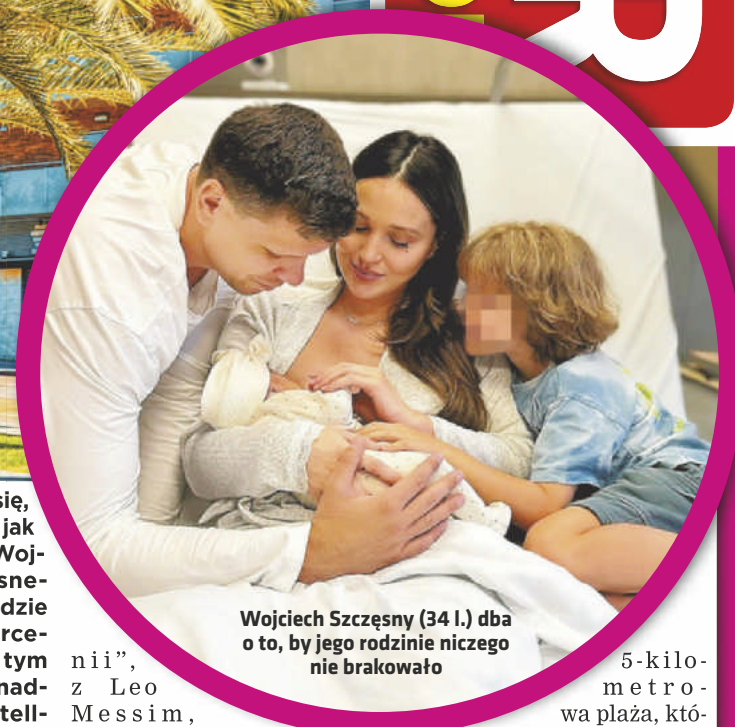 R
się,
jak
Woj-
sne-
dzie
rce-
tym
nad-
tell-
nii”,
z Leo
Messim,
Wojciech Szczęsny (34 l.) dba
o to, by jego rodzinie niczego
nie brakowało
5-kilo-
metro-
wa plaża, któ-